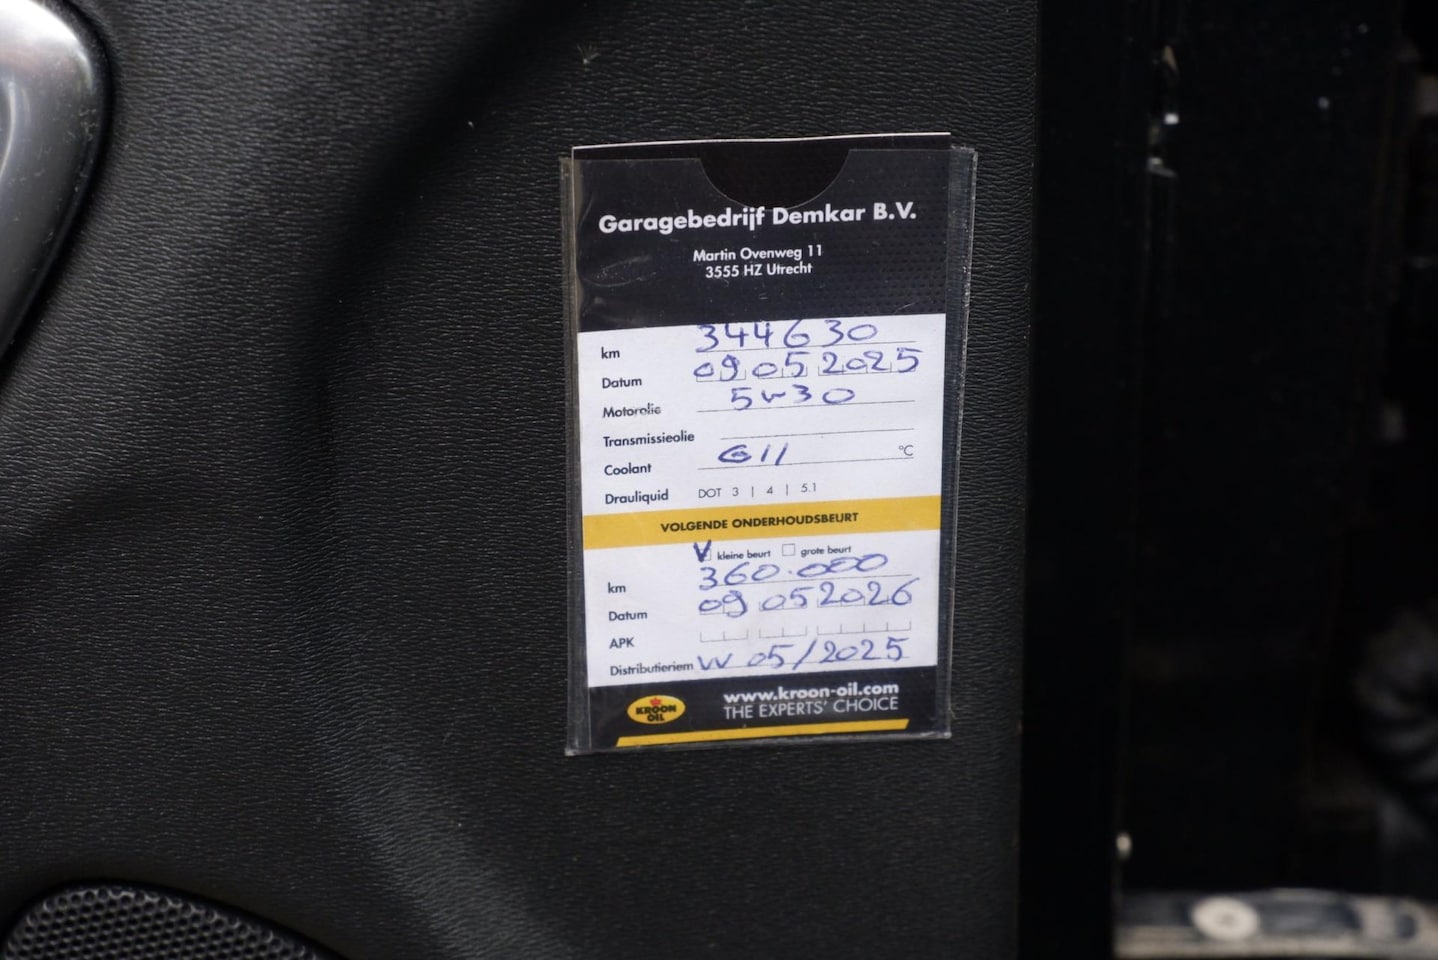 Garagebedrijf Demkar B.V.
Martin Ovenweg 11
3555 HZ Utrecht
km 344630
Datum 09 05 2025
Motorolie 5w30
Transmissieolie
Coolant G11 °C
Drauliquid DOT 3 | 4 | 5.1
VOLGENDE ONDERHOUDSBEURT
V kleine beurt grote beurt
km 360.000
Datum 09 05 2026
APK
Distributieriem VV 05/2025
KROON OIL
www.kroon-oil.com
THE EXPERTS' CHOICE